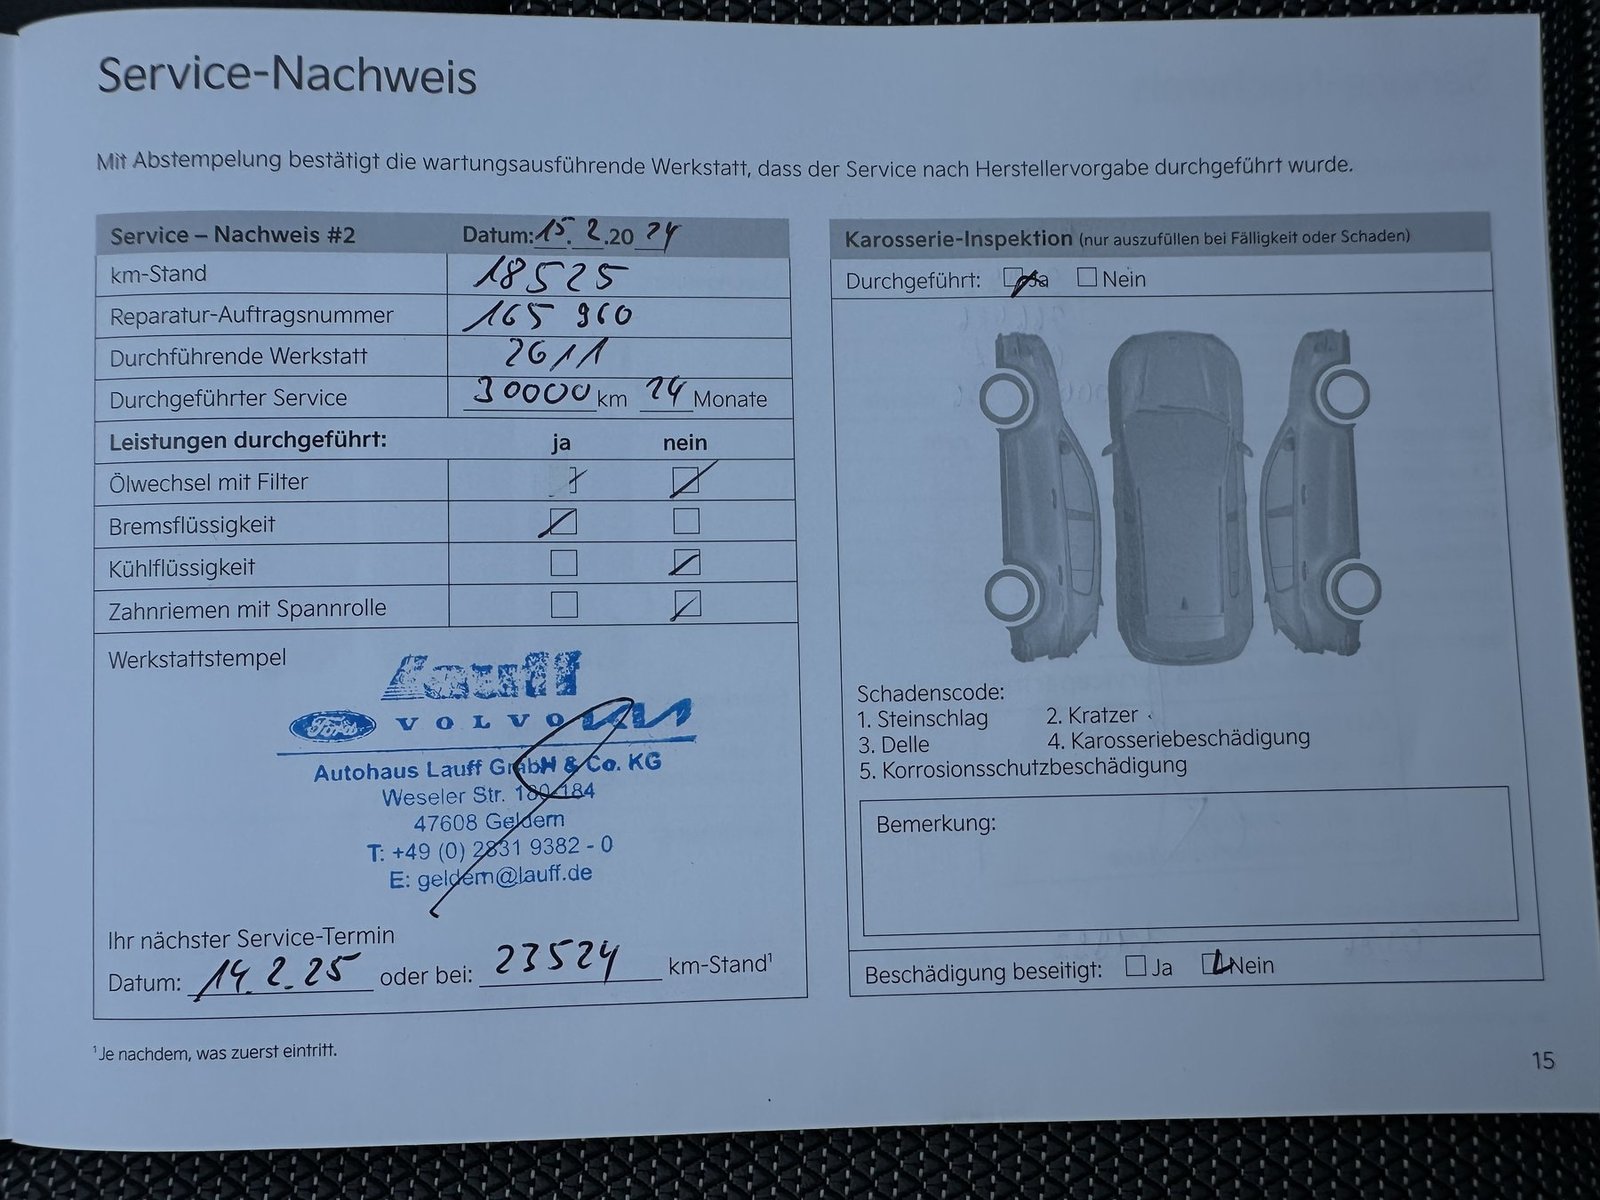 Service-Nachweis
Mit Abstempelung bestätigt die wartungsausführende Werkstatt, dass der Service nach Herstellervorgabe durchgeführt wurde.
Service – Nachweis #2 Datum: 15. 2.20 24
km-Stand 18525
Reparatur-Auftragsnummer 165 960
Durchführende Werkstatt 2611
Durchgeführter Service 30000 km 24 Monate
Leistungen durchgeführt: ja nein
Ölwechsel mit Filter
Bremsflüssigkeit
Kühlflüssigkeit
Zahnriemen mit Spannrolle
Werkstattstempel
Lauff
Ford VOLVO KIA
Autohaus Lauff GmbH & Co. KG
Weseler Str. 180-184
47608 Geldern
T: +49 (0) 2831 9382 - 0
E: geldern@lauff.de
Ihr nächster Service-Termin
Datum: 14.2.25 oder bei: 23524 km-Stand¹
¹Je nachdem, was zuerst eintritt.
Karosserie-Inspektion (nur auszufüllen bei Fälligkeit oder Schaden)
Durchgeführt: Ja Nein
Schadenscode:
1. Steinschlag 2. Kratzer
3. Delle 4. Karosseriebeschädigung
5. Korrosionsschutzbeschädigung
Bemerkung:
Beschädigung beseitigt: Ja Nein
15